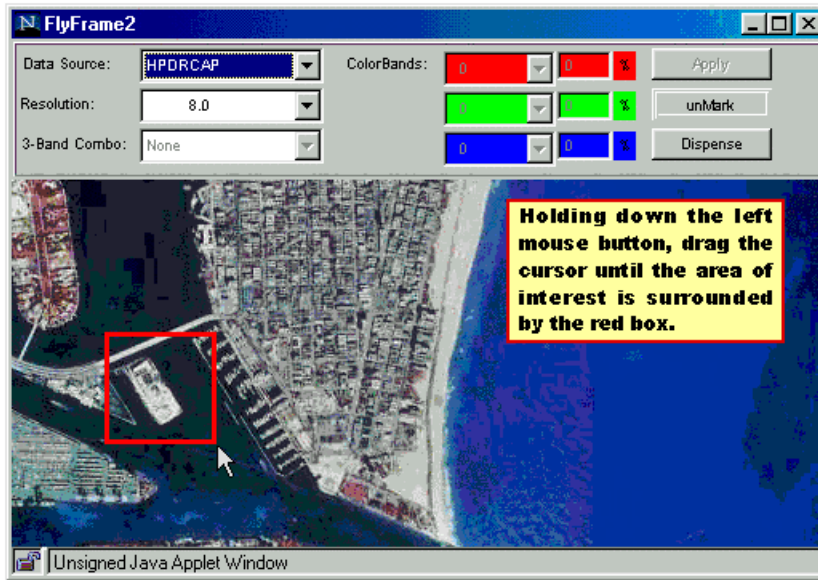 FlyFrame2
Data Source: HPDRCAP ColorBands: 0 0 % Apply
Resolution: 8.0 0 0 % unMark
3-Band Combo: None 0 0 % Dispense
Holding down the left
mouse button, drag the
cursor until the area of
interest is surrounded
by the red box.
Unsigned Java Applet Window